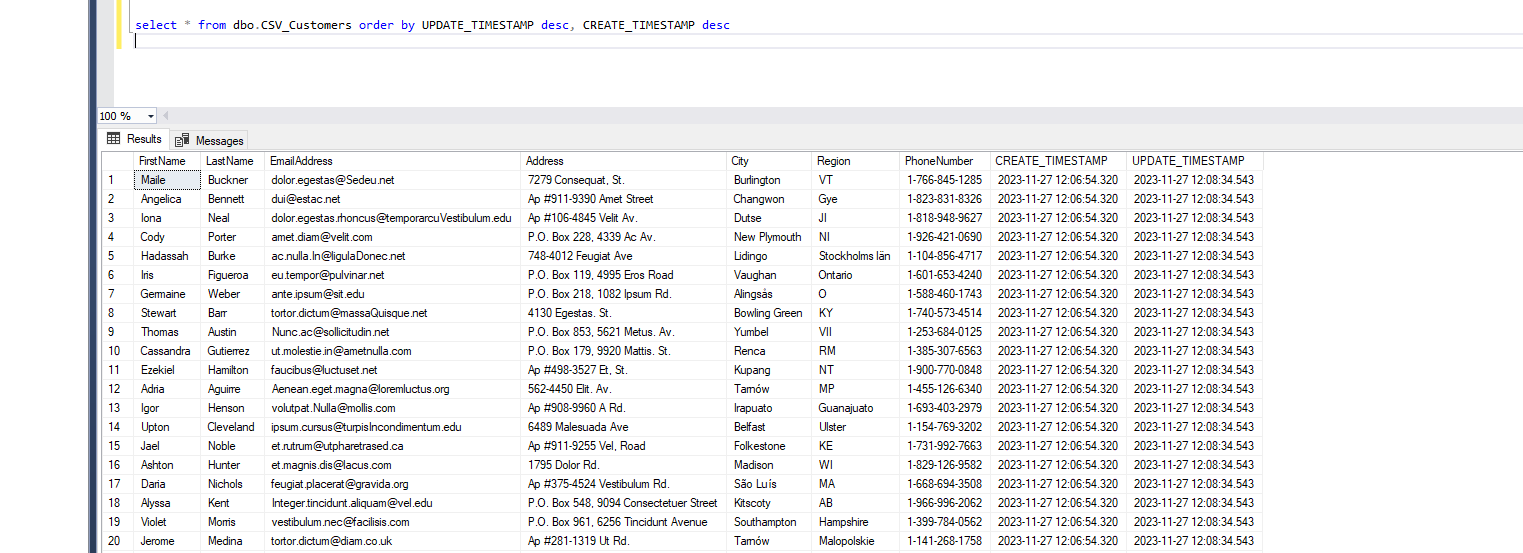 select * from dbo.CSV_Customers order by UPDATE_TIMESTAMP desc, CREATE_TIMESTAMP desc
100 %
Results Messages
FirstName LastName EmailAddress Address City Region PhoneNumber CREATE_TIMESTAMP UPDATE_TIMESTAMP
1 Maile Buckner dolor.egestas@Sedeu.net 7279 Consequat, St. Burlington VT 1-766-845-1285 2023-11-27 12:06:54.320 2023-11-27 12:08:34.543
2 Angelica Bennett dui@estac.net Ap #911-9390 Amet Street Changwon Gye 1-823-831-8326 2023-11-27 12:06:54.320 2023-11-27 12:08:34.543
3 Iona Neal dolor.egestas.rhoncus@temporarcuVestibulum.edu Ap #106-4845 Velit Av. Dutse JI 1-818-948-9627 2023-11-27 12:06:54.320 2023-11-27 12:08:34.543
4 Cody Porter amet.diam@velit.com P.O. Box 228, 4339 Ac Av. New Plymouth NI 1-926-421-0690 2023-11-27 12:06:54.320 2023-11-27 12:08:34.543
5 Hadassah Burke ac.nulla.In@ligulaDonec.net 748-4012 Feugiat Ave Lidingo Stockholms län 1-104-856-4717 2023-11-27 12:06:54.320 2023-11-27 12:08:34.543
6 Iris Figueroa eu.tempor@pulvinar.net P.O. Box 119, 4995 Eros Road Vaughan Ontario 1-601-653-4240 2023-11-27 12:06:54.320 2023-11-27 12:08:34.543
7 Germaine Weber ante.ipsum@sit.edu P.O. Box 218, 1082 Ipsum Rd. Alingsås O 1-588-460-1743 2023-11-27 12:06:54.320 2023-11-27 12:08:34.543
8 Stewart Barr tortor.dictum@massaQuisque.net 4130 Egestas. St. Bowling Green KY 1-740-573-4514 2023-11-27 12:06:54.320 2023-11-27 12:08:34.543
9 Thomas Austin Nunc.ac@sollicitudin.net P.O. Box 853, 5621 Metus. Av. Yumbel VII 1-253-684-0125 2023-11-27 12:06:54.320 2023-11-27 12:08:34.543
10 Cassandra Gutierrez ut.molestie.in@ametnulla.com P.O. Box 179, 9920 Mattis. St. Renca RM 1-385-307-6563 2023-11-27 12:06:54.320 2023-11-27 12:08:34.543
11 Ezekiel Hamilton faucibus@luctuset.net Ap #498-3527 Et, St. Kupang NT 1-900-770-0848 2023-11-27 12:06:54.320 2023-11-27 12:08:34.543
12 Adria Aguirre Aenean.eget.magna@loremluctus.org 562-4450 Elit. Av. Tarnów MP 1-455-126-6340 2023-11-27 12:06:54.320 2023-11-27 12:08:34.543
13 Igor Henson volutpat.Nulla@mollis.com Ap #908-9960 A Rd. Irapuato Guanajuato 1-693-403-2979 2023-11-27 12:06:54.320 2023-11-27 12:08:34.543
14 Upton Cleveland ipsum.cursus@turpisIncondimentum.edu 6489 Malesuada Ave Belfast Ulster 1-154-769-3202 2023-11-27 12:06:54.320 2023-11-27 12:08:34.543
15 Jael Noble et.rutrum@utpharetrased.ca Ap #911-9255 Vel, Road Folkestone KE 1-731-992-7663 2023-11-27 12:06:54.320 2023-11-27 12:08:34.543
16 Ashton Hunter et.magnis.dis@lacus.com 1795 Dolor Rd. Madison WI 1-829-126-9582 2023-11-27 12:06:54.320 2023-11-27 12:08:34.543
17 Daria Nichols feugiat.placerat@gravida.org Ap #375-4524 Vestibulum Rd. São Luís MA 1-668-694-3508 2023-11-27 12:06:54.320 2023-11-27 12:08:34.543
18 Alyssa Kent Integer.tincidunt.aliquam@vel.edu P.O. Box 548, 9094 Consectetuer Street Kitscoty AB 1-966-996-2062 2023-11-27 12:06:54.320 2023-11-27 12:08:34.543
19 Violet Morris vestibulum.nec@facilisis.com P.O. Box 961, 6256 Tincidunt Avenue Southampton Hampshire 1-399-784-0562 2023-11-27 12:06:54.320 2023-11-27 12:08:34.543
20 Jerome Medina tortor.dictum@diam.co.uk Ap #281-1319 Ut Rd. Tarnów Malopolskie 1-141-268-1758 2023-11-27 12:06:54.320 2023-11-27 12:08:34.543